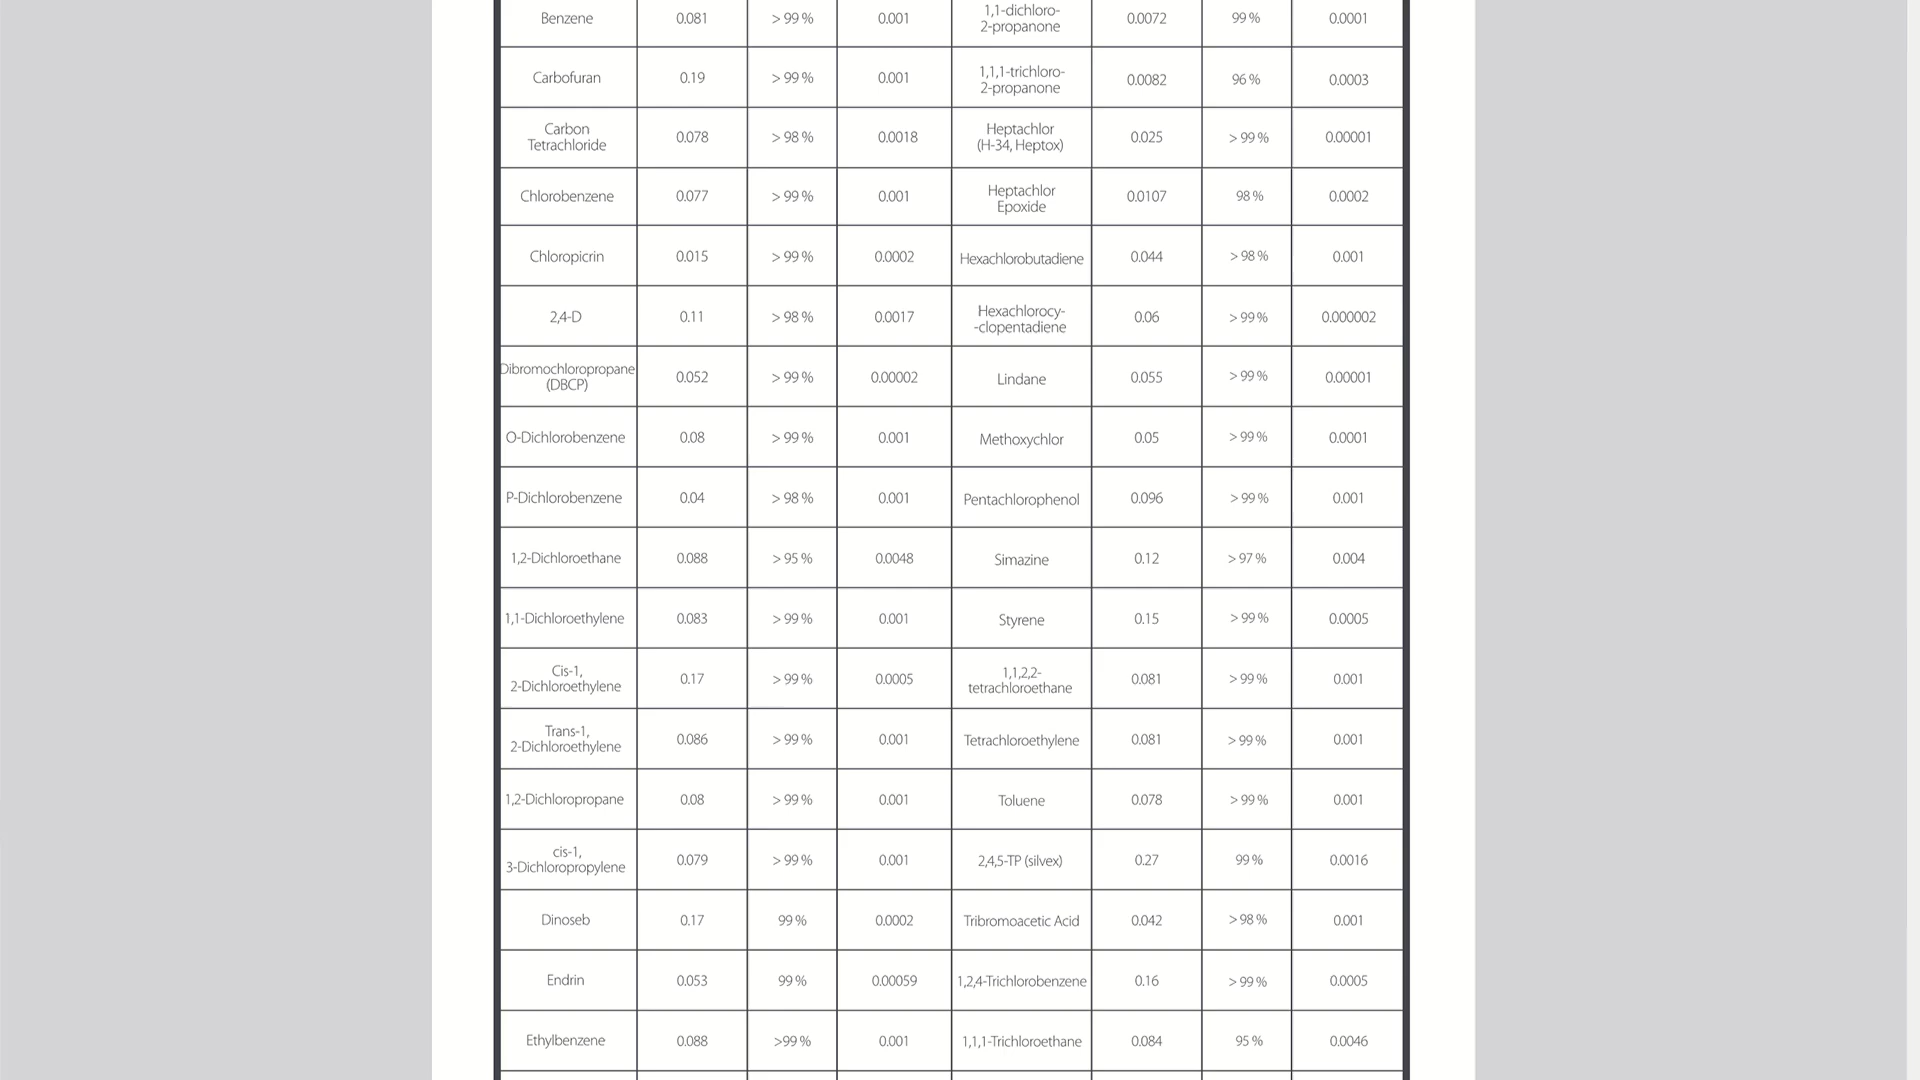 Benzene 0.081 > 99 % 0.001 1,1-dichloro-
2-propanone 0.0072 99 % 0.0001
Carbofuran 0.19 > 99 % 0.001 1,1,1-trichloro-
2-propanone 0.0082 96 % 0.0003
Carbon
Tetrachloride 0.078 > 98 % 0.0018 Heptachlor
(H-34, Heptox) 0.025 > 99 % 0.00001
Chlorobenzene 0.077 > 99 % 0.001 Heptachlor
Epoxide 0.0107 98 % 0.0002
Chloropicrin 0.015 > 99 % 0.0002 Hexachlorobutadiene 0.044 > 98 % 0.001
2,4-D 0.11 > 98 % 0.0017 Hexachlorocy-
-clopentadiene 0.06 > 99 % 0.000002
Dibromochloropropane
(DBCP) 0.052 > 99 % 0.00002 Lindane 0.055 > 99 % 0.00001
O-Dichlorobenzene 0.08 > 99 % 0.001 Methoxychlor 0.05 > 99 % 0.0001
P-Dichlorobenzene 0.04 > 98 % 0.001 Pentachlorophenol 0.096 > 99 % 0.001
1,2-Dichloroethane 0.088 > 95 % 0.0048 Simazine 0.12 > 97 % 0.004
1,1-Dichloroethylene 0.083 > 99 % 0.001 Styrene 0.15 > 99 % 0.0005
Cis-1,
2-Dichloroethylene 0.17 > 99 % 0.0005 1,1,2,2-
tetrachloroethane 0.081 > 99 % 0.001
Trans-1,
2-Dichloroethylene 0.086 > 99 % 0.001 Tetrachloroethylene 0.081 > 99 % 0.001
1,2-Dichloropropane 0.08 > 99 % 0.001 Toluene 0.078 > 99 % 0.001
cis-1,
3-Dichloropropylene 0.079 > 99 % 0.001 2,4,5-TP (silvex) 0.27 99 % 0.0016
Dinoseb 0.17 99 % 0.0002 Tribromoacetic Acid 0.042 > 98 % 0.001
Endrin 0.053 99 % 0.00059 1,2,4-Trichlorobenzene 0.16 > 99 % 0.0005
Ethylbenzene 0.088 >99 % 0.001 1,1,1-Trichloroethane 0.084 95 % 0.0046